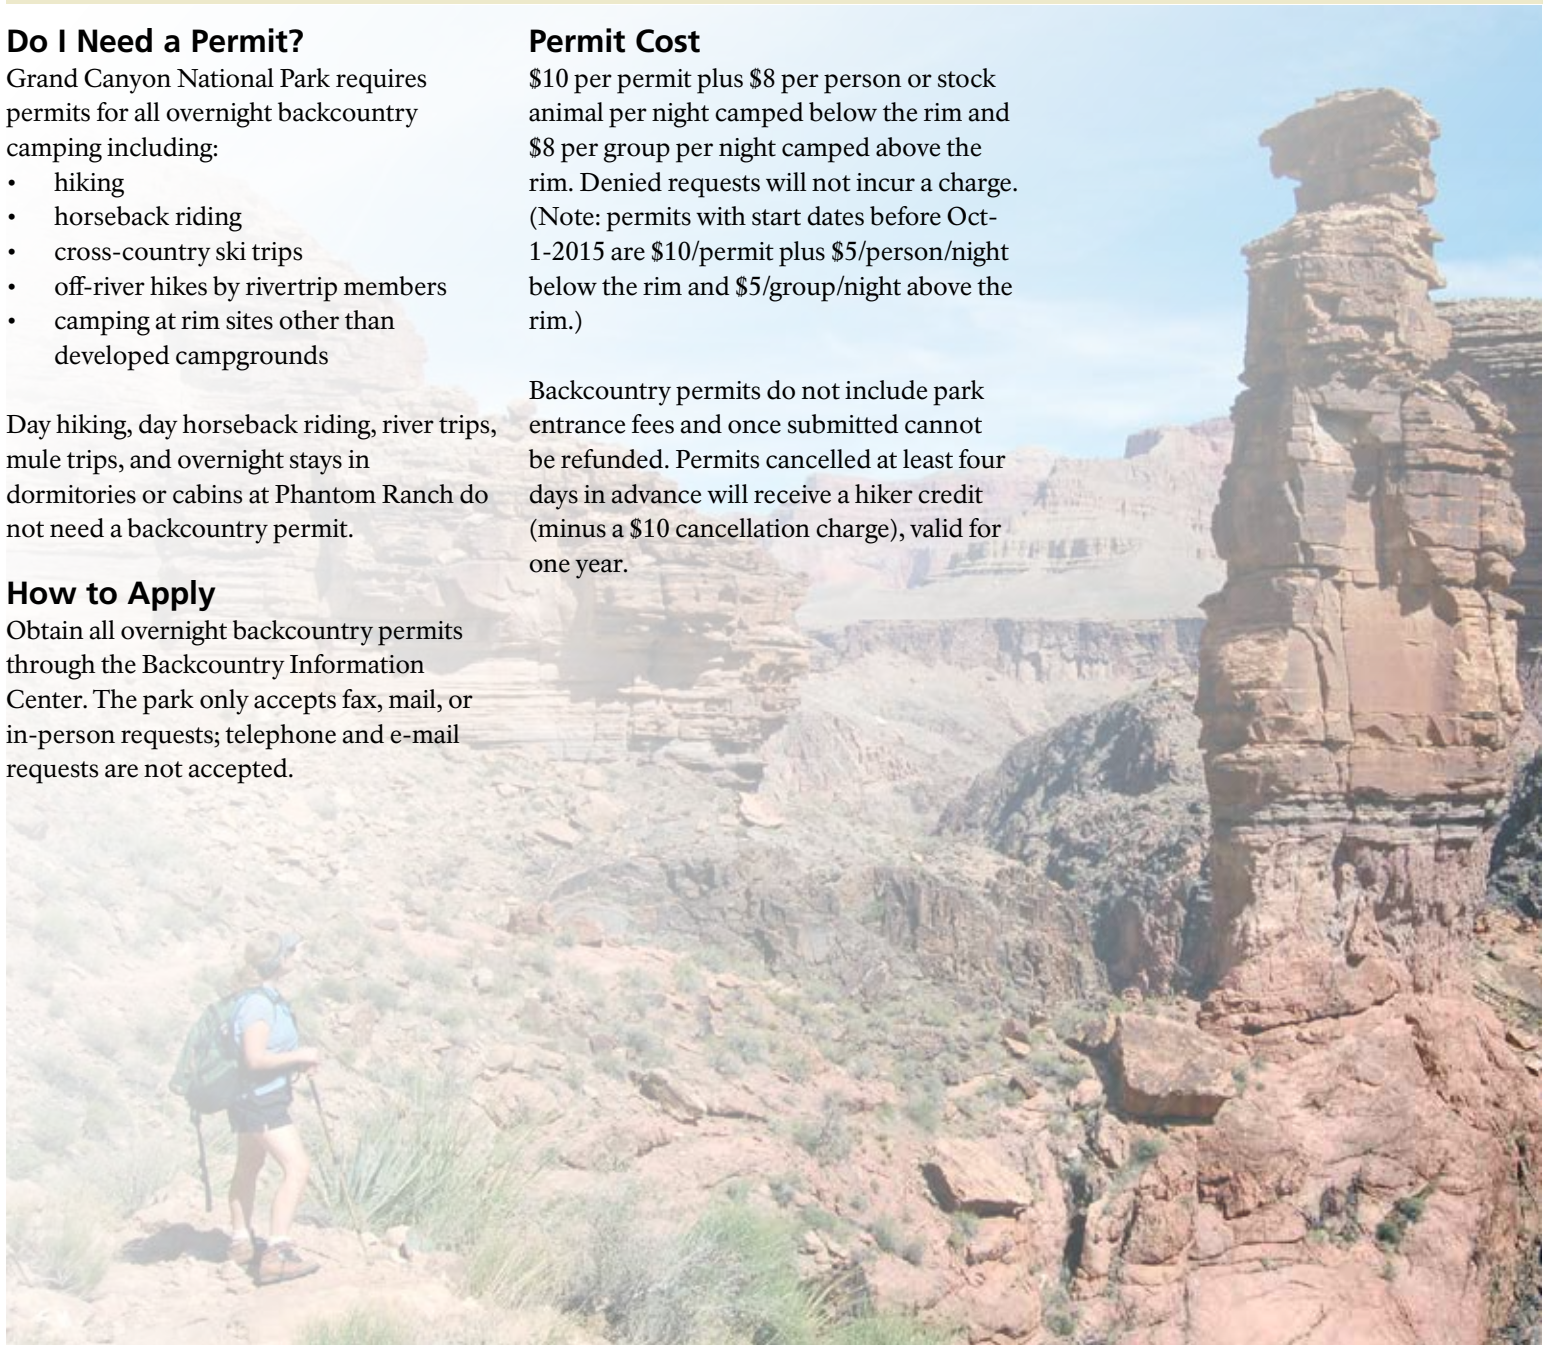 Do I Need a Permit?
Grand Canyon National Park requires
permits for all overnight backcountry
camping including:
• hiking
• horseback riding
• cross-country ski trips
• off-river hikes by rivertrip members
• camping at rim sites other than
developed campgrounds
Day hiking, day horseback riding, river trips,
mule trips, and overnight stays in
dormitories or cabins at Phantom Ranch do
not need a backcountry permit.
How to Apply
Obtain all overnight backcountry permits
through the Backcountry Information
Center. The park only accepts fax, mail, or
in-person requests; telephone and e-mail
requests are not accepted.
Permit Cost
$10 per permit plus $8 per person or stock
animal per night camped below the rim and
$8 per group per night camped above the
rim. Denied requests will not incur a charge.
(Note: permits with start dates before Oct-
1-2015 are $10/permit plus $5/person/night
below the rim and $5/group/night above the
rim.)
Backcountry permits do not include park
entrance fees and once submitted cannot
be refunded. Permits cancelled at least four
days in advance will receive a hiker credit
(minus a $10 cancellation charge), valid for
one year.